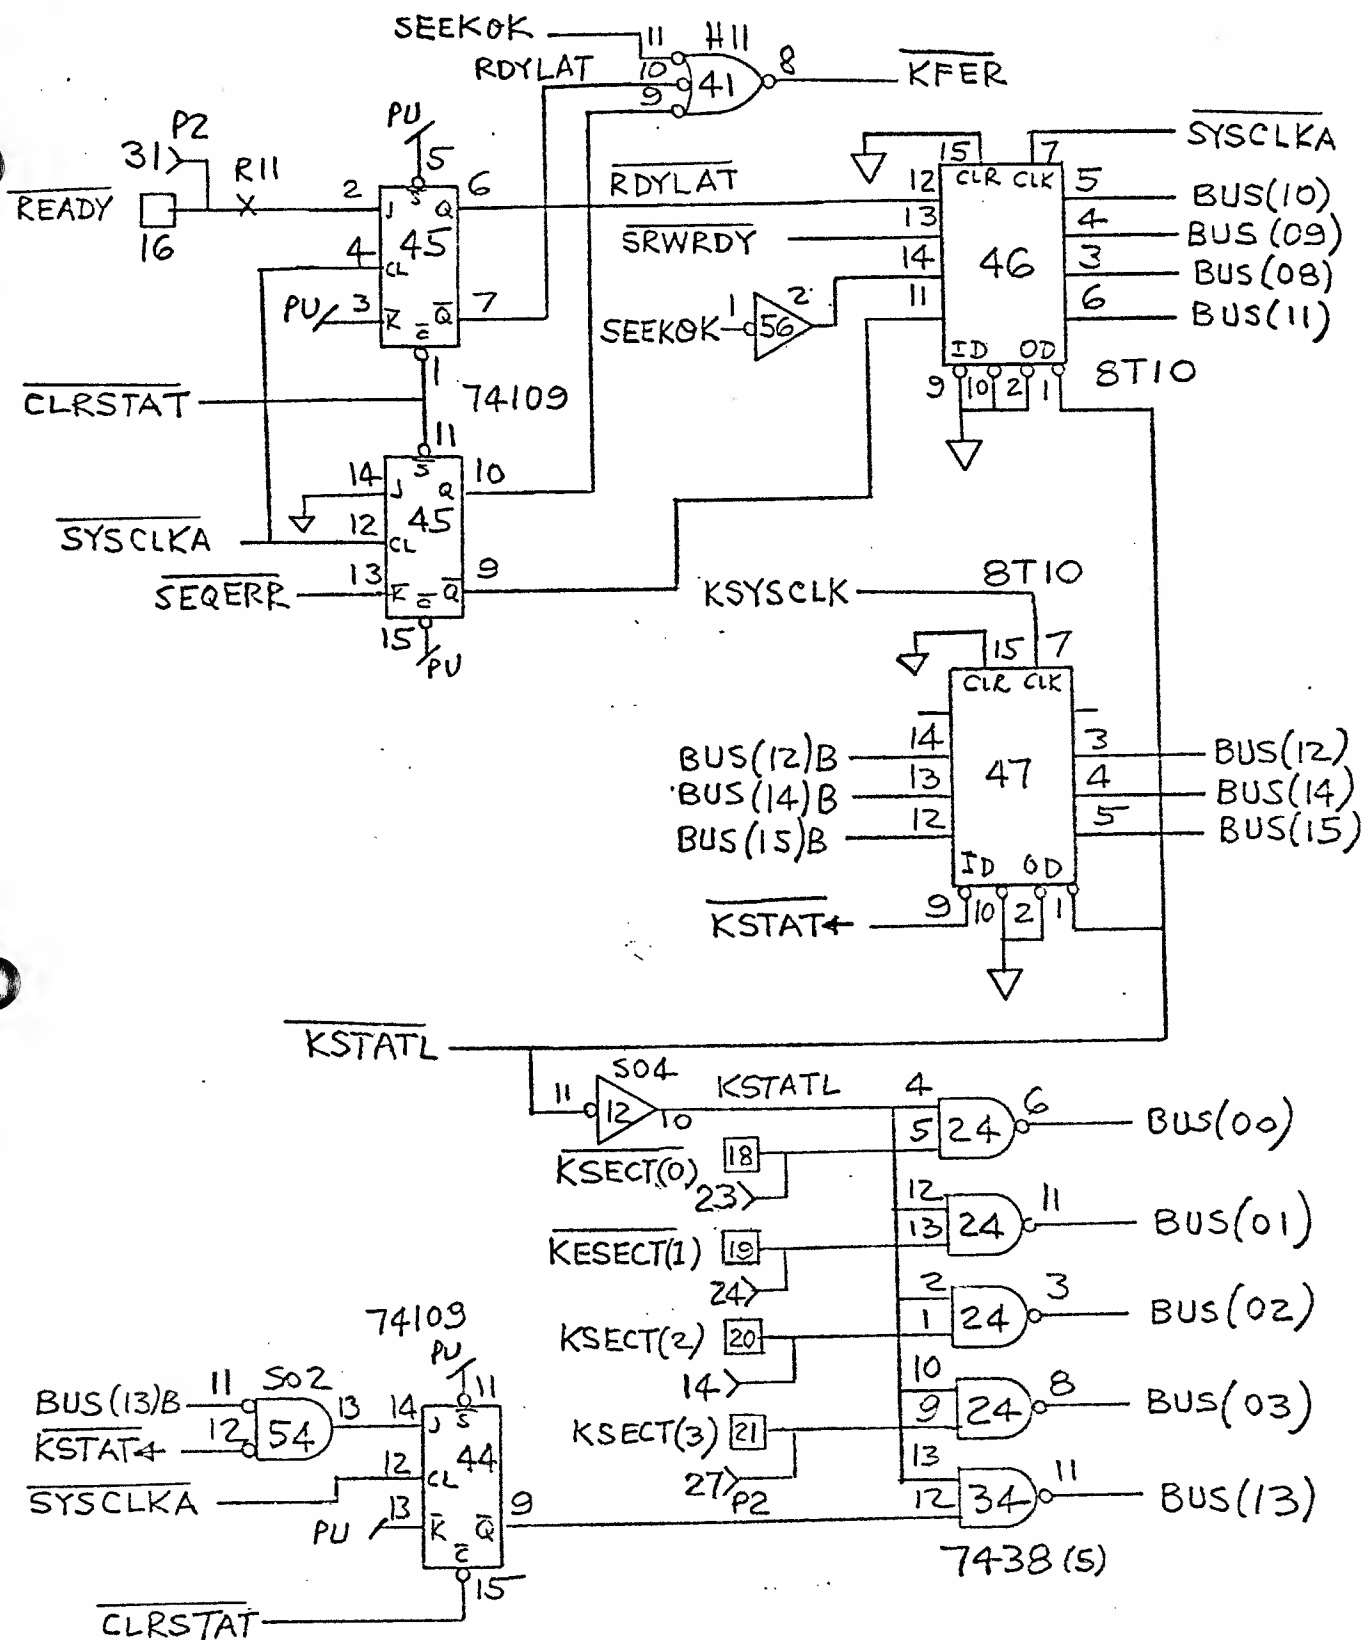 SEEKOK 11 H11
RDYLAT 10 41 8 KFER
9
P2 PU
31 5
R11
READY 2 J S Q 6 RDYLAT 12
16
4 CL 45
PU 3 K C Q 7
1
15 7 SYSCLKA
CLR CLK
5 BUS(10)
SRWRDY 13 4 BUS(09)
14 46 3 BUS(08)
11 6 BUS(11)
SEEKOK 1 56 2
ID OD
9 10 2 1 8T10
CLRSTAT 74109
11
14 J S Q 10
45
SYSCLKA 12 CL
SEQERR 13 K C Q 9
15 PU
8T10
KSYSCLK
15 7
CLR CLK
BUS(12)B 14 3 BUS(12)
BUS(14)B 13 47 4 BUS(14)
BUS(15)B 12 5 BUS(15)
ID OD
KSTAT← 9 10 2 1
KSTATL
S04
11 12 10 KSTATL 4
5 24 6 BUS(00)
KSECT(0) 18
23
12
13 24 11 BUS(01)
KESECT(1) 19
24
2
1 24 3 BUS(02)
KSECT(2) 20
14
10
9 24 8 BUS(03)
KSECT(3) 21
27 P2
13
12 34 11 BUS(13)
7438(5)
74109
PU
BUS(13)B 11 S02
KSTAT← 12 54 13 14 J S 11
44
SYSCLKA 12 CL
PU 13 K C Q 9
15
CLRSTAT